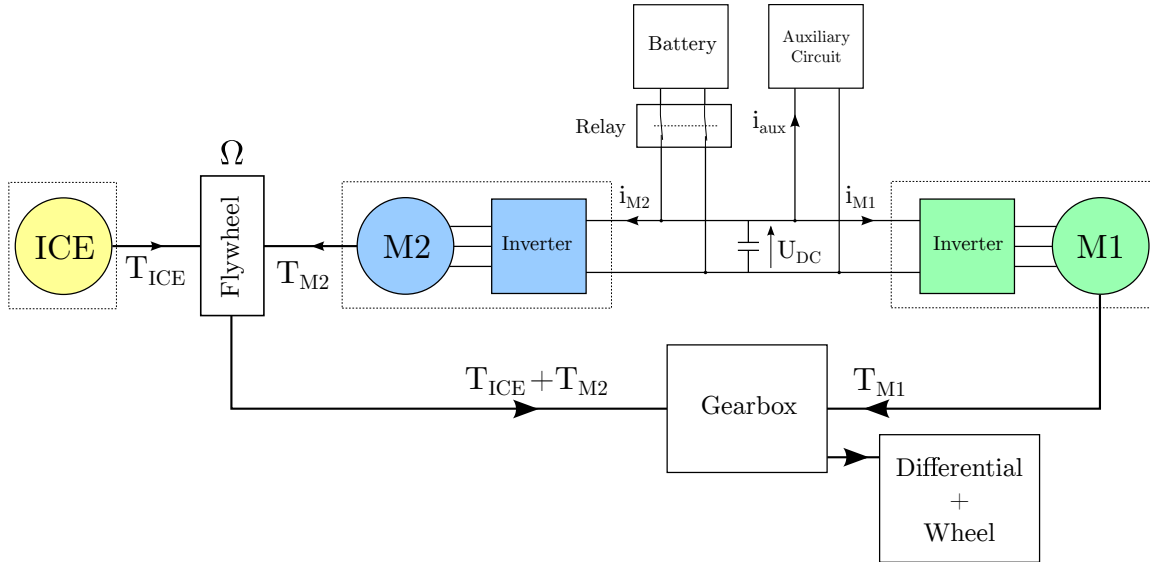 Battery
Auxiliary
Circuit
Relay
i_aux
Ω
i_M2
i_M1
ICE
Flywheel
M2
Inverter
U_DC
Inverter
M1
T_ICE
T_M2
T_ICE+T_M2
T_M1
Gearbox
Differential
+
Wheel